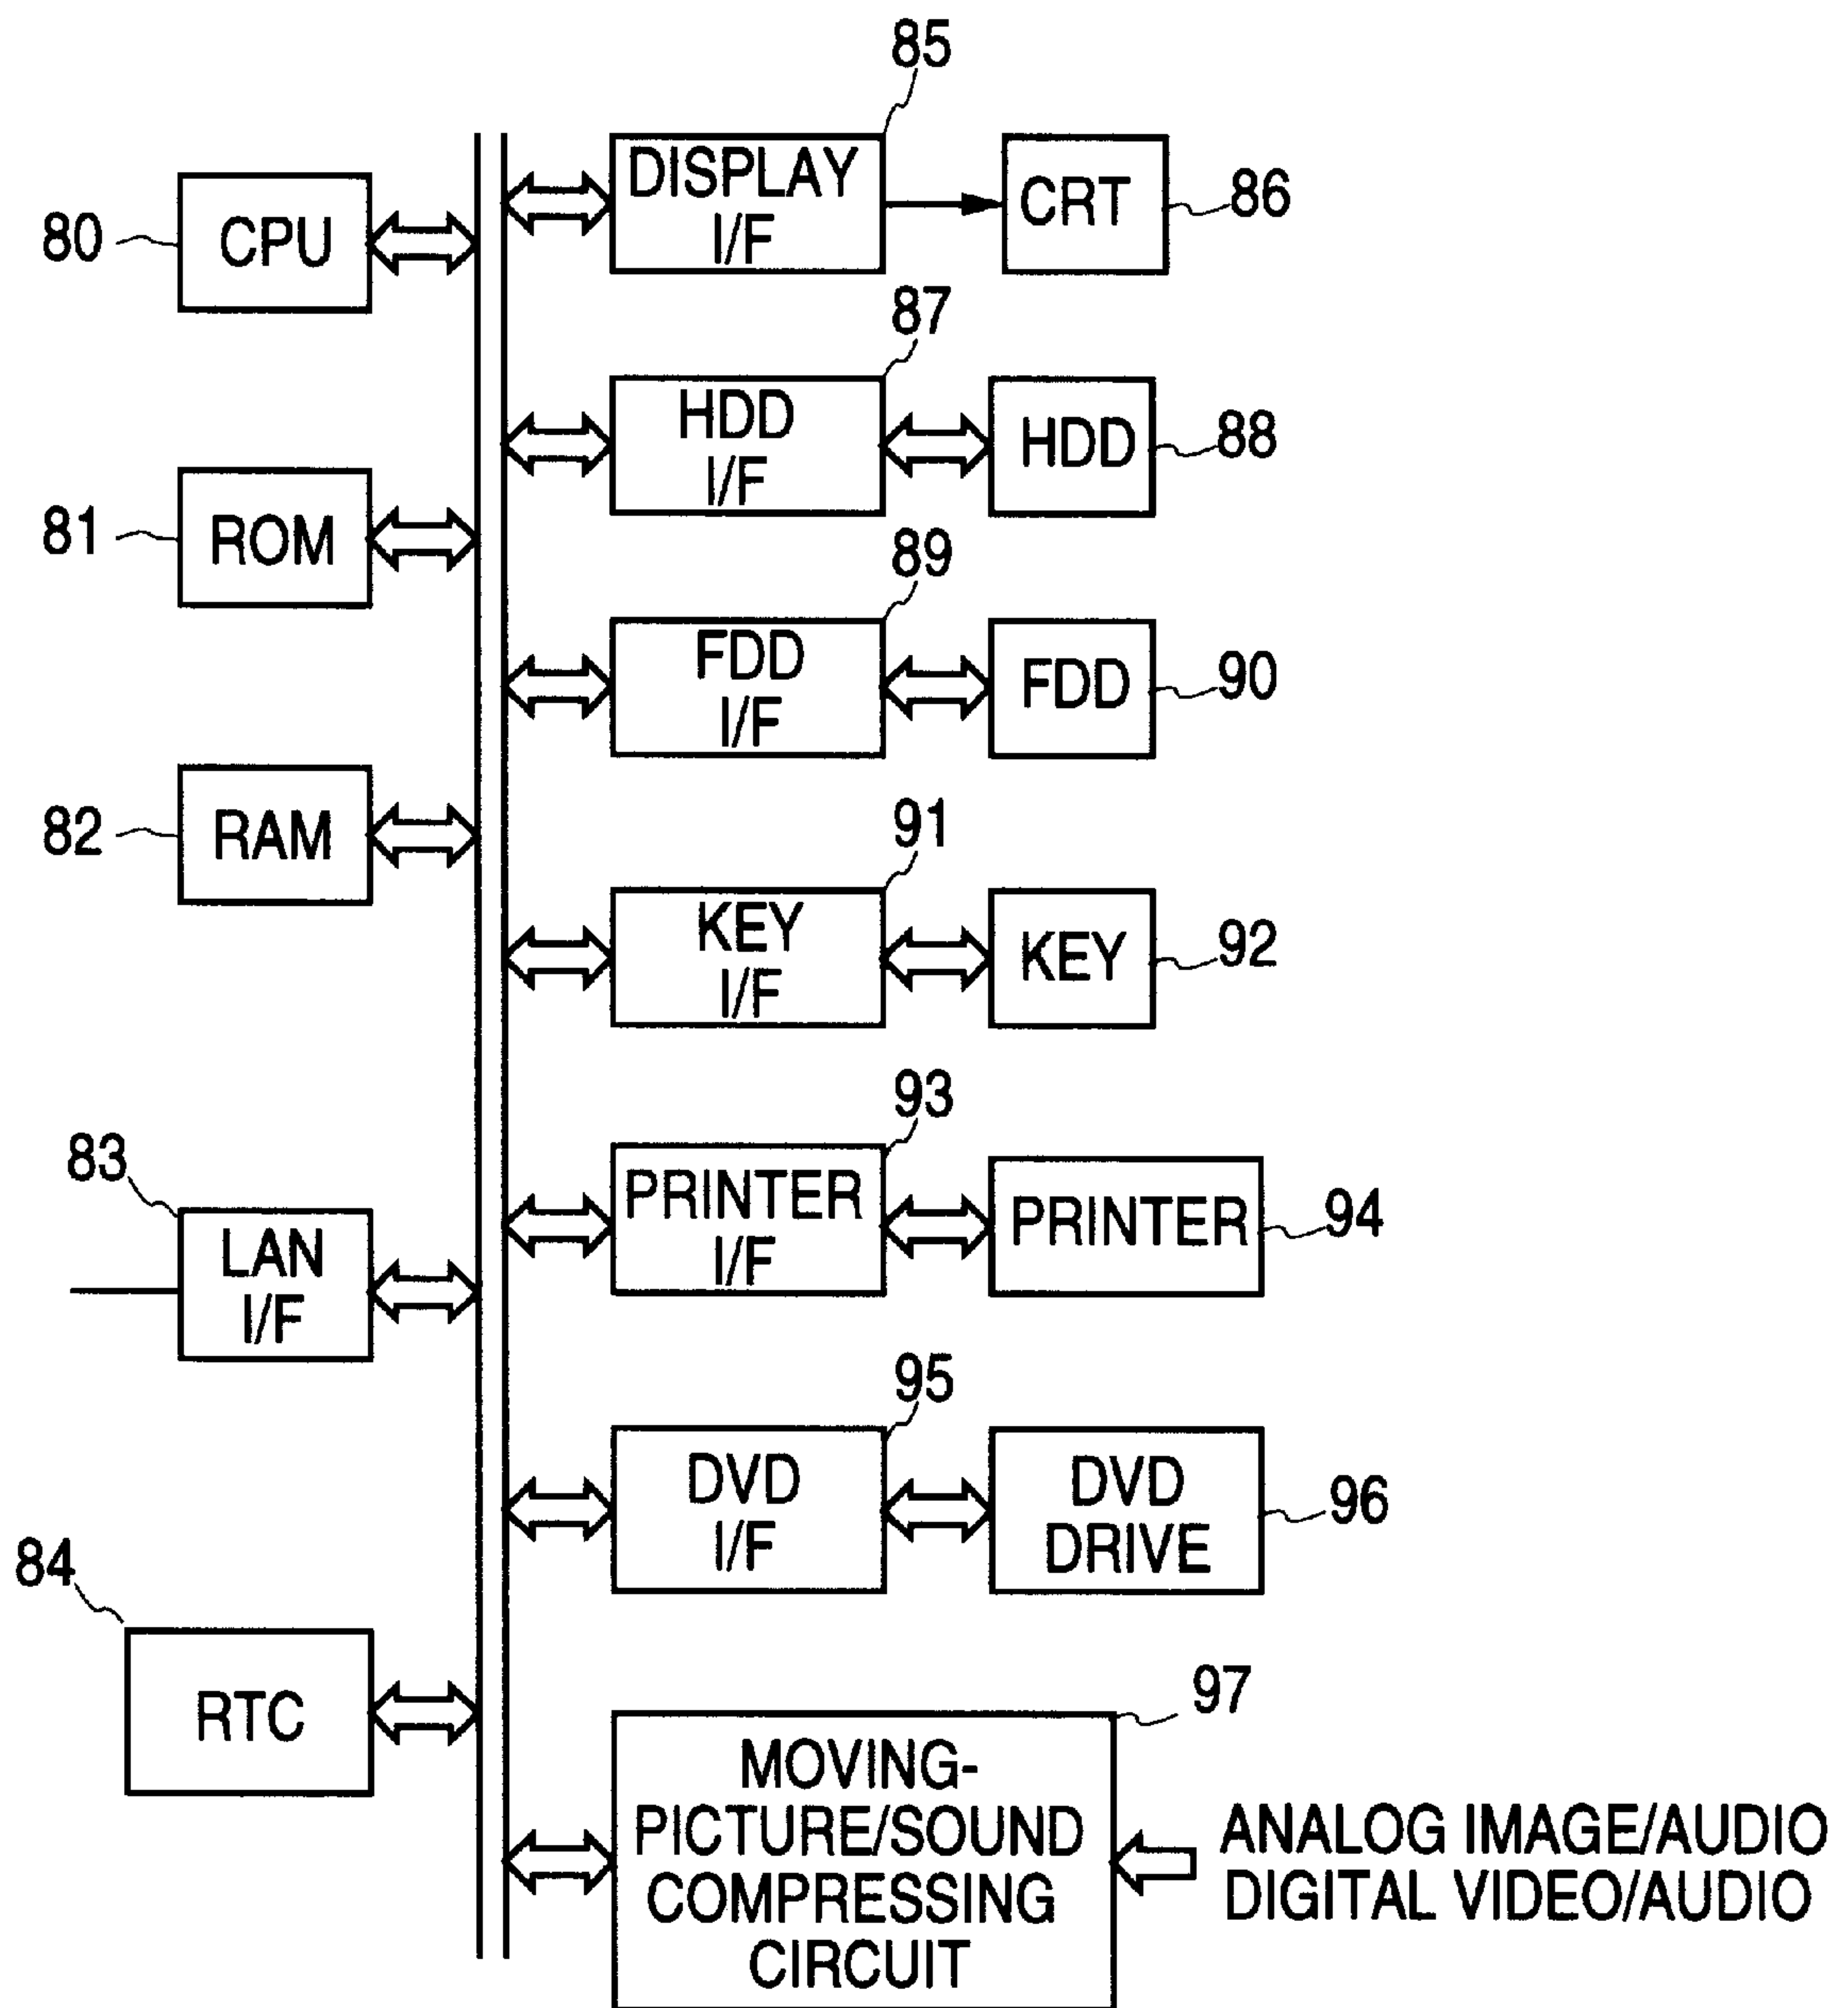 85
DISPLAY
I/F
CRT
86
80
CPU
87
HDD
I/F
HDD
88
81
ROM
89
FDD
I/F
FDD
90
82
RAM
91
KEY
I/F
KEY
92
93
PRINTER
I/F
PRINTER
94
83
LAN
I/F
95
DVD
I/F
DVD
DRIVE
96
84
RTC
97
MOVING-
PICTURE/SOUND
COMPRESSING
CIRCUIT
ANALOG IMAGE/AUDIO
DIGITAL VIDEO/AUDIO